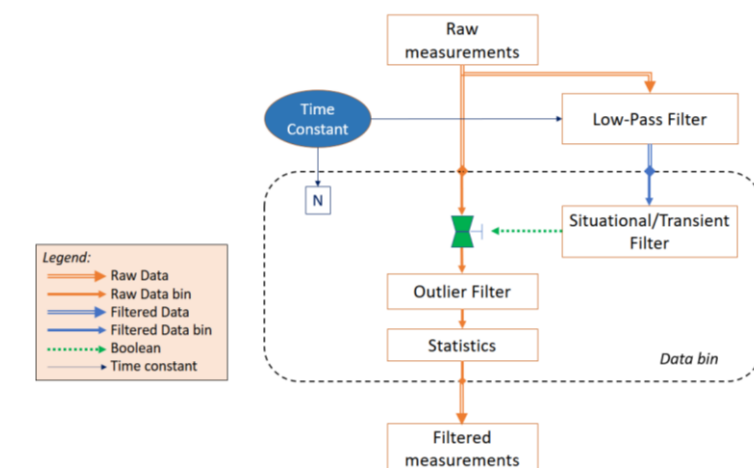 Raw
measurements
Time
Constant
Low-Pass Filter
N
Situational/Transient
Filter
Legend:
Raw Data
Raw Data bin
Filtered Data
Filtered Data bin
Boolean
Time constant
Outlier Filter
Statistics
Data bin
Filtered
measurements